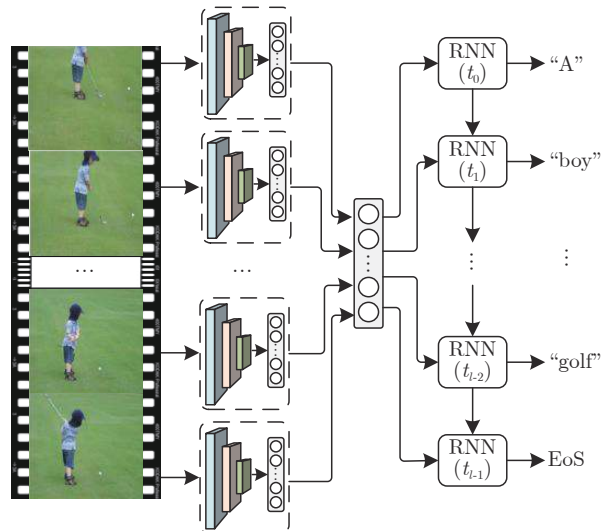 RNN
(t₀)
“A”
RNN
(t₁)
“boy”
...
...
...
...
RNN
(tₗ₋₂)
“golf”
RNN
(tₗ₋₁)
EoS